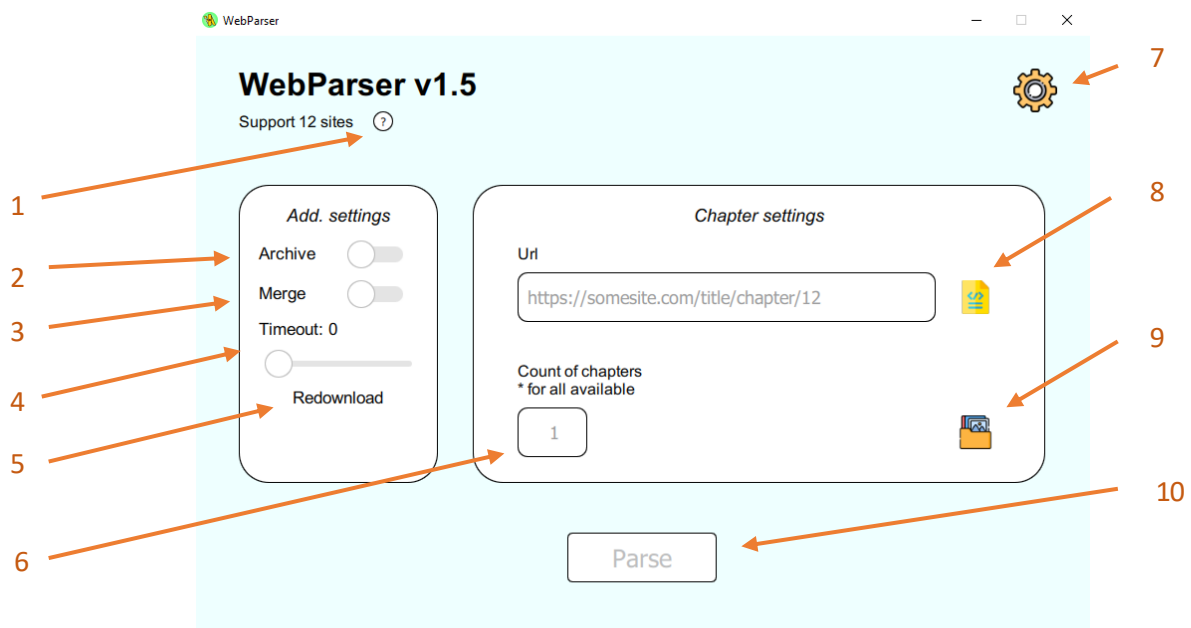 WebParser
WebParser v1.5
7
Support 12 sites ?
1
8
Add. settings
Chapter settings
2
Archive
Url
3
Merge
https://somesite.com/title/chapter/12
4
Timeout: 0
9
Count of chapters
* for all available
5
Redownload
1
6
10
Parse